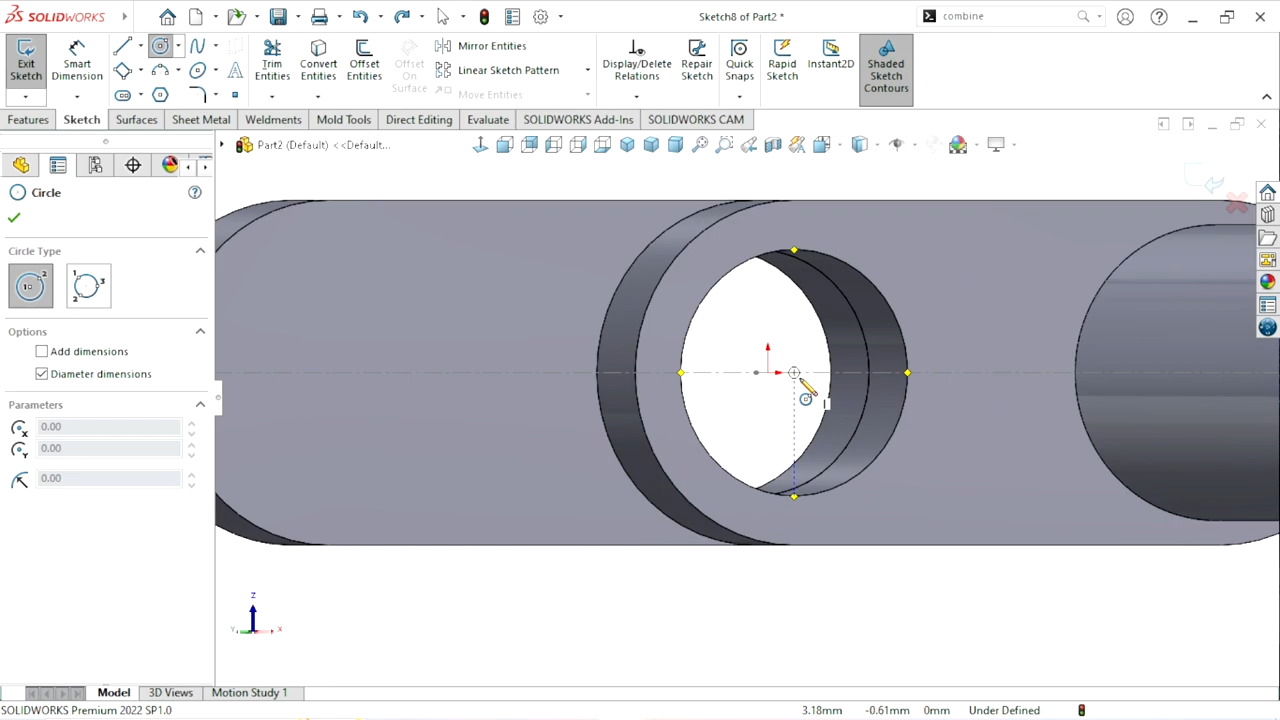 SOLIDWORKS
Sketch8 of Part2 *
combine
Exit Sketch
Smart Dimension
Trim Entities
Convert Entities
Offset Entities
Offset On Surface
Mirror Entities
Linear Sketch Pattern
Move Entities
Display/Delete Relations
Repair Sketch
Quick Snaps
Rapid Sketch
Instant2D
Shaded Sketch Contours
Features
Sketch
Surfaces
Sheet Metal
Weldments
Mold Tools
Direct Editing
Evaluate
SOLIDWORKS Add-Ins
SOLIDWORKS CAM
Part2 (Default) <<Default...
Circle
Circle Type
Options
Add dimensions
Diameter dimensions
Parameters
0.00
0.00
0.00
Z
Y
X
Model
3D Views
Motion Study 1
SOLIDWORKS Premium 2022 SP1.0
3.18mm
-0.61mm
0mm
Under Defined